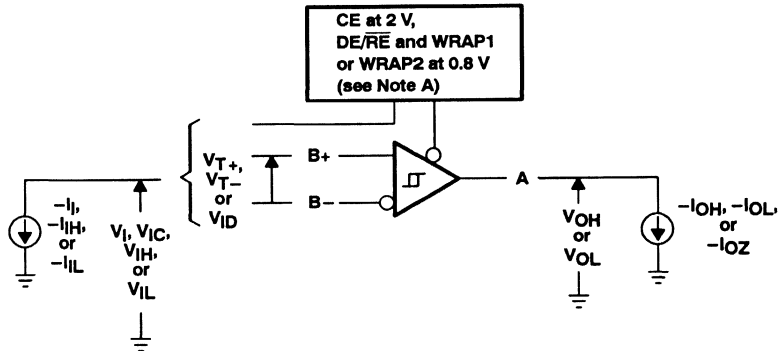 CE at 2 V,
DE/RE and WRAP1
or WRAP2 at 0.8 V
(see Note A)
VT+,
VT−
or
VID
B+
B−
A
−II,
−IIH,
or
−IIL
VI, VIC,
VIH,
or
VIL
VOH
or
VOL
−IOH, −IOL,
or
−IOZ